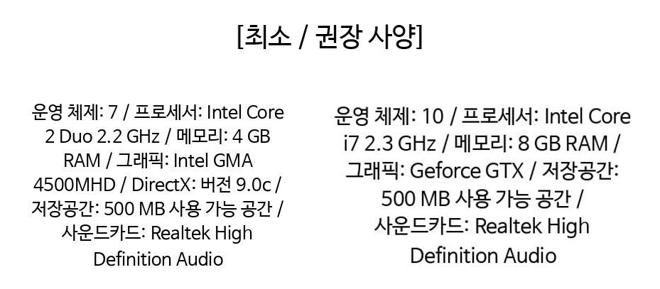 [최소 / 권장 사양]
운영 체제: 7 / 프로세서: Intel Core
2 Duo 2.2 GHz / 메모리: 4 GB
RAM / 그래픽: Intel GMA
4500MHD / DirectX: 버전 9.0c /
저장공간: 500 MB 사용 가능 공간 /
사운드카드: Realtek High
Definition Audio
운영 체제: 10 / 프로세서: Intel Core
i7 2.3 GHz / 메모리: 8 GB RAM /
그래픽: Geforce GTX / 저장공간:
500 MB 사용 가능 공간 /
사운드카드: Realtek High
Definition Audio